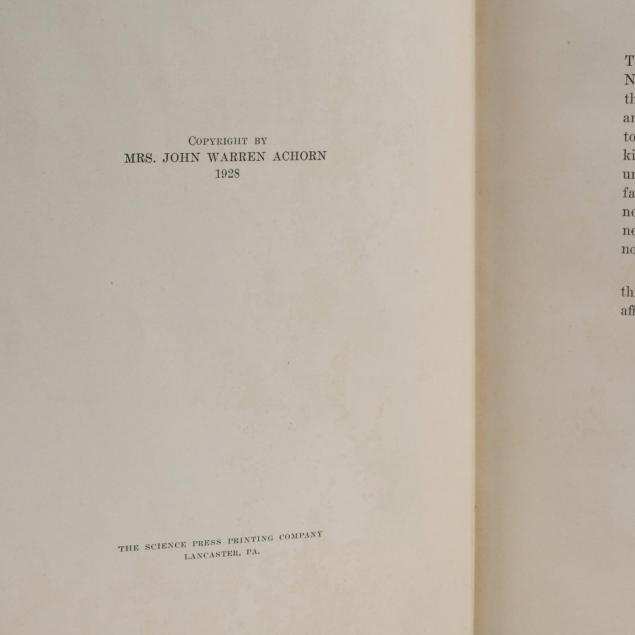 Copyright by
MRS. JOHN WARREN ACHORN
1928
THE SCIENCE PRESS PRINTING COMPANY
LANCASTER, PA.